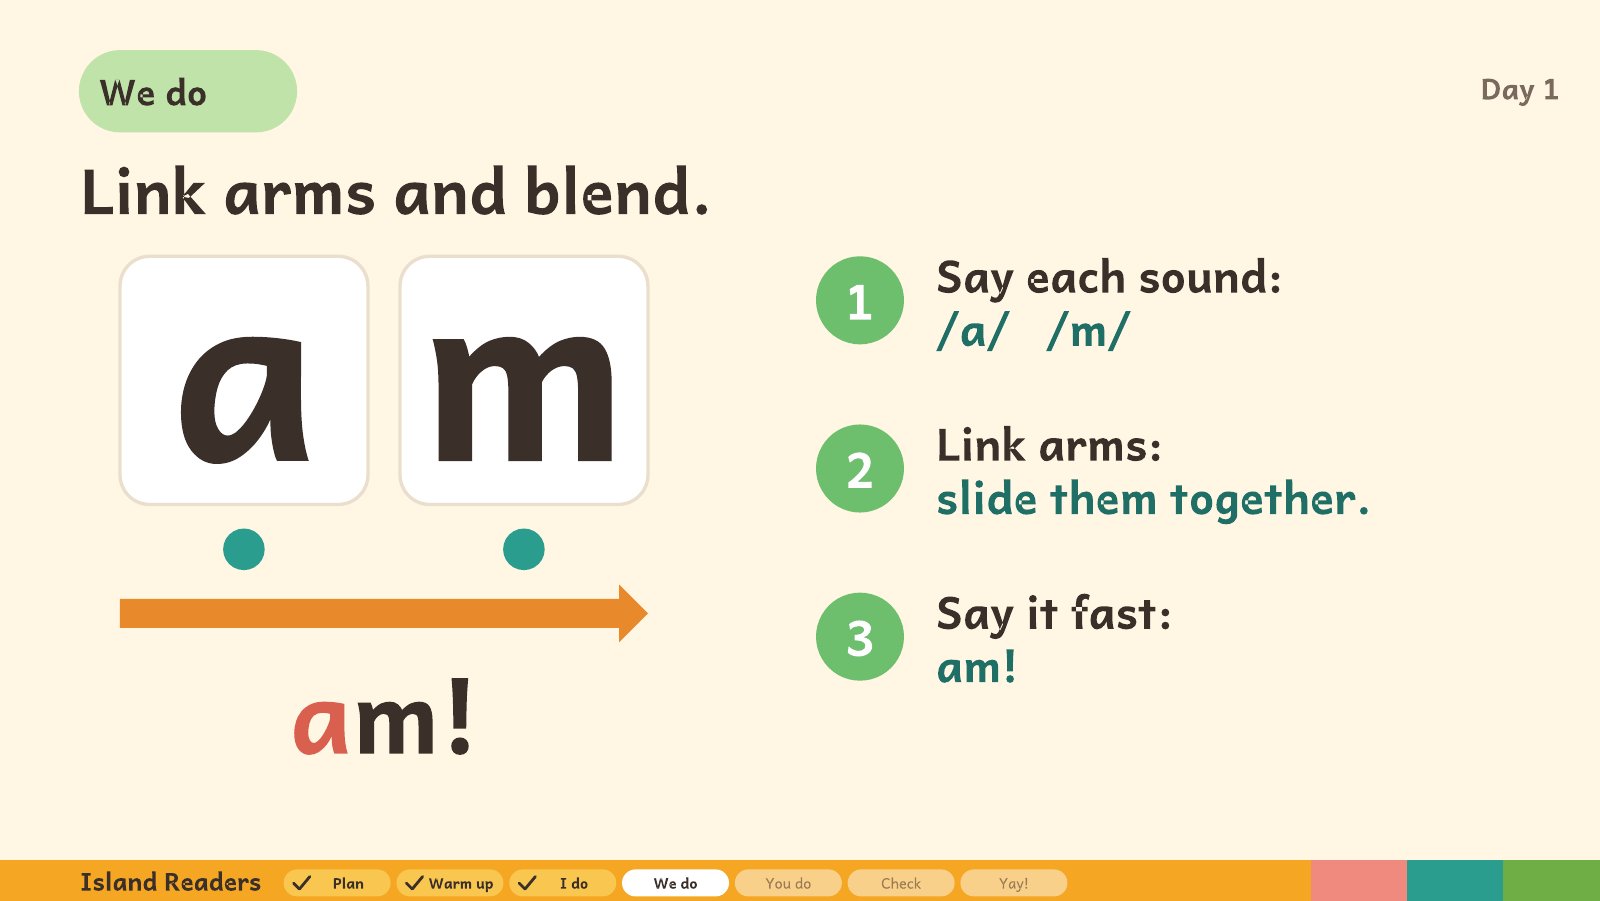 We do
Day 1
Link arms and blend.
a m
am!
1 Say each sound:
/a/ /m/
2 Link arms:
slide them together.
3 Say it fast:
am!
Island Readers Plan Warm up I do We do You do Check Yay!